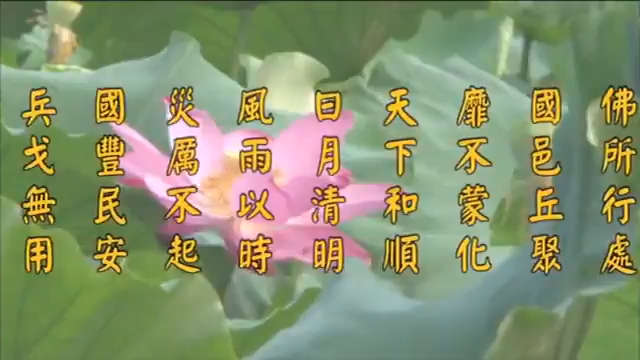 佛所行處
國邑丘聚
靡不蒙化
天下和順
日月清明
風雨以時
災厲不起
國豐民安
兵戈無用